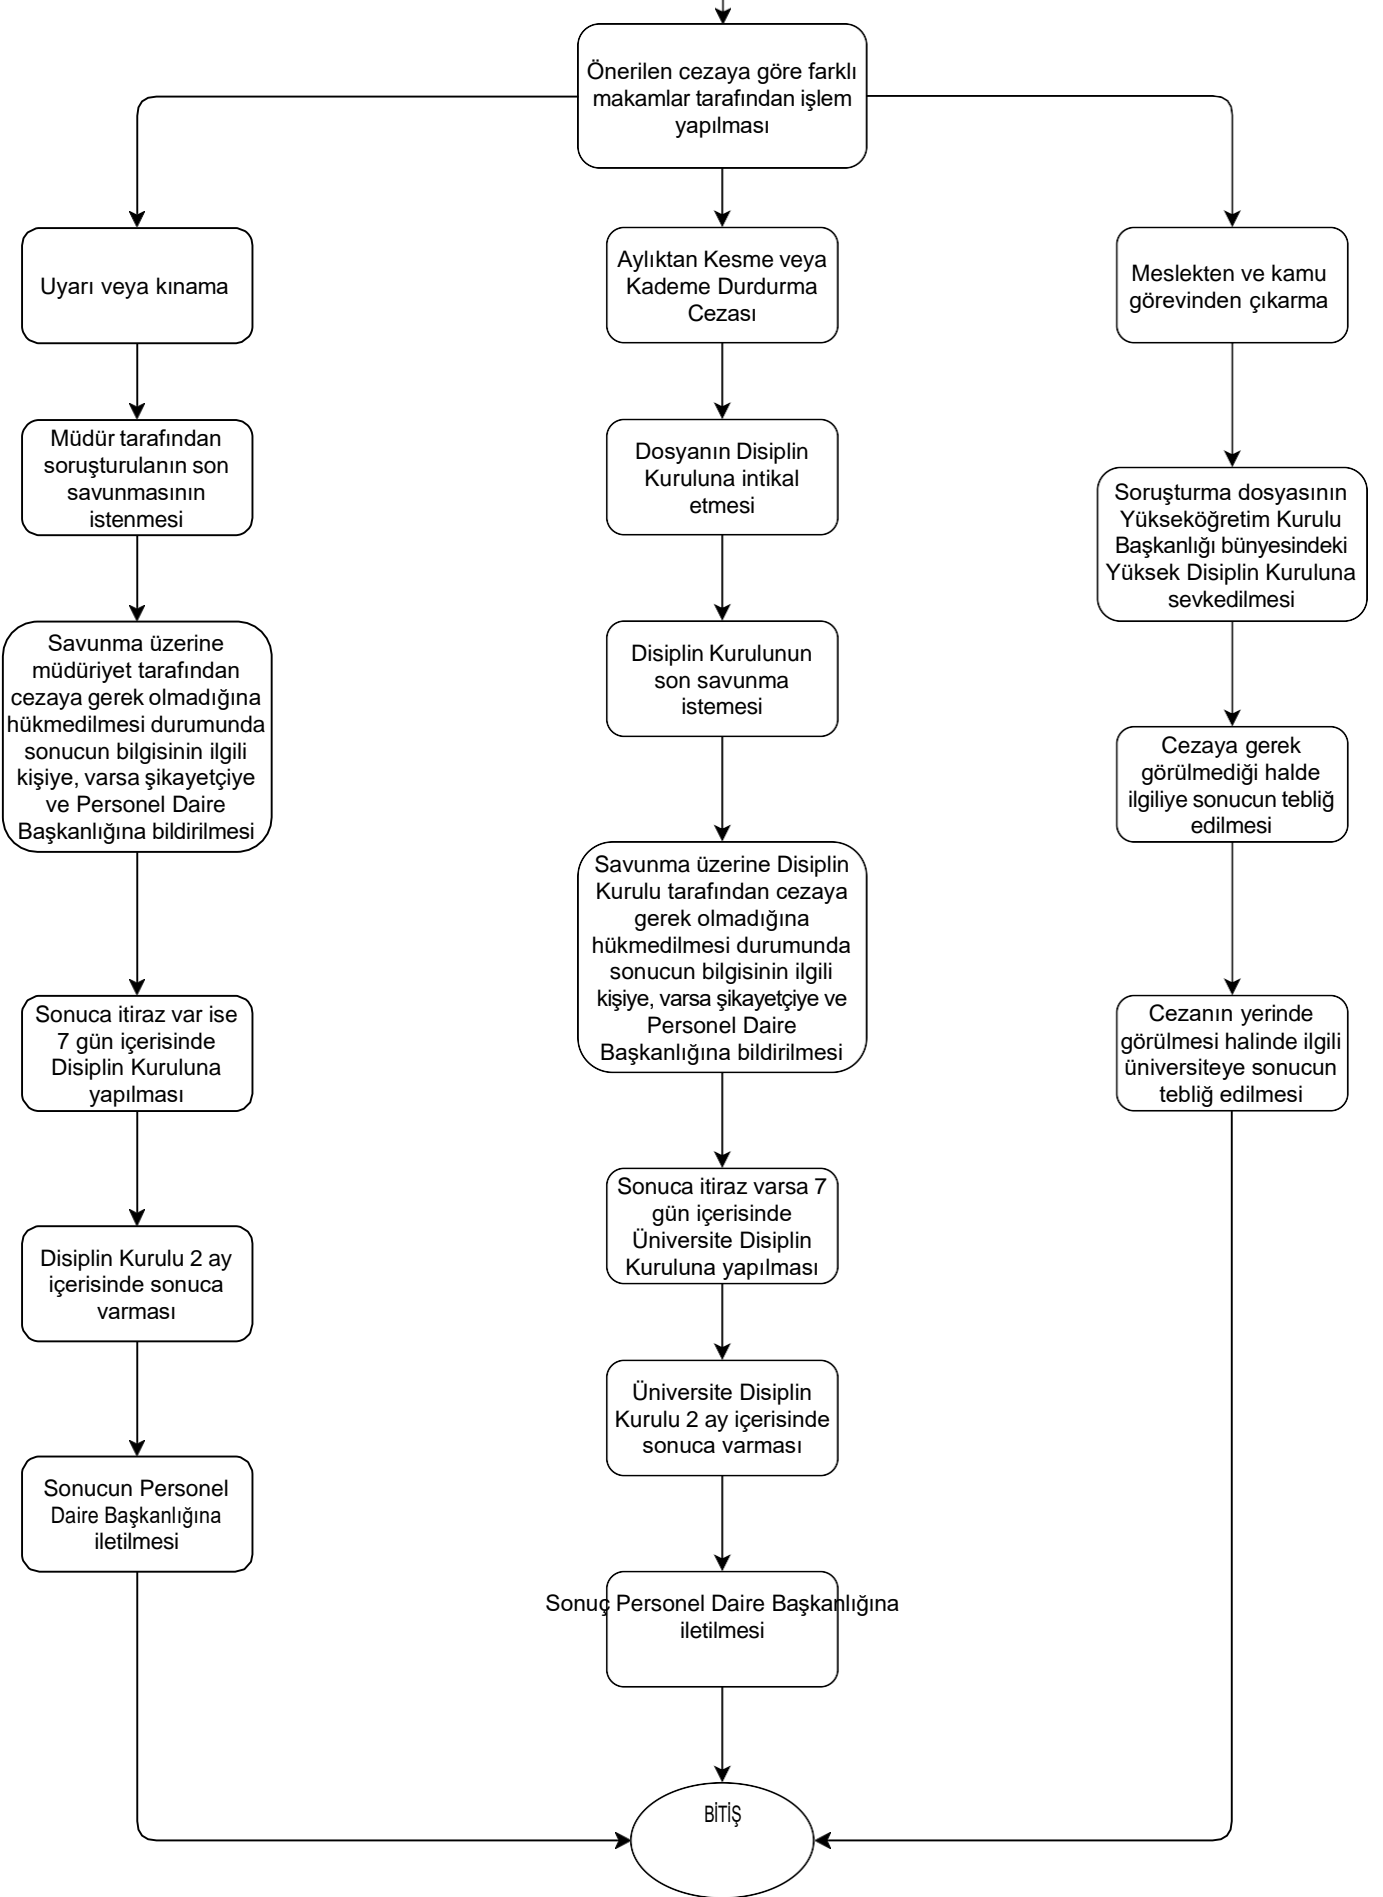 Önerilen cezaya göre farklı
makamlar tarafından işlem
yapılması
Uyarı veya kınama
Aylıktan Kesme veya
Kademe Durdurma
Cezası
Meslekten ve kamu
görevinden çıkarma
Müdür tarafından
soruşturulanın son
savunmasının
istenmesi
Dosyanın Disiplin
Kuruluna intikal
etmesi
Soruşturma dosyasının
Yükseköğretim Kurulu
Başkanlığı bünyesindeki
Yüksek Disiplin Kuruluna
sevkedilmesi
Savunma üzerine
müdüriyet tarafından
cezaya gerek olmadığına
hükmedilmesi durumunda
sonucun bilgisinin ilgili
kişiye, varsa şikayetçiye
ve Personel Daire
Başkanlığına bildirilmesi
Disiplin Kurulunun
son savunma
istemesi
Cezaya gerek
görülmediği halde
ilgiliye sonucun tebliğ
edilmesi
Savunma üzerine Disiplin
Kurulu tarafından cezaya
gerek olmadığına
hükmedilmesi durumunda
sonucun bilgisinin ilgili
kişiye, varsa şikayetçiye ve
Personel Daire
Başkanlığına bildirilmesi
Sonuca itiraz var ise
7 gün içerisinde
Disiplin Kuruluna
yapılması
Cezanın yerinde
görülmesi halinde ilgili
üniversiteye sonucun
tebliğ edilmesi
Sonuca itiraz varsa 7
gün içerisinde
Üniversite Disiplin
Kuruluna yapılması
Disiplin Kurulu 2 ay
içerisinde sonuca
varması
Üniversite Disiplin
Kurulu 2 ay içerisinde
sonuca varması
Sonucun Personel
Daire Başkanlığına
iletilmesi
Sonuç Personel Daire Başkanlığına
iletilmesi
BİTİŞ